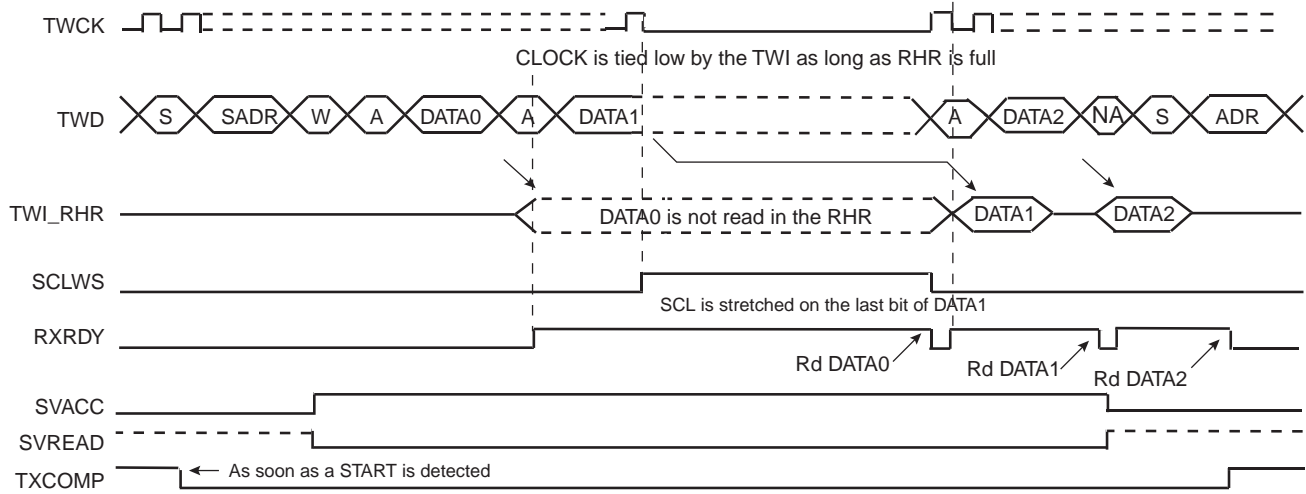 TWCK
CLOCK is tied low by the TWI as long as RHR is full
TWD S SADR W A DATA0 A DATA1 A DATA2 NA S ADR
TWI_RHR DATA0 is not read in the RHR DATA1 DATA2
SCLWS
SCL is stretched on the last bit of DATA1
RXRDY
Rd DATA0 Rd DATA1 Rd DATA2
SVACC
SVREAD
TXCOMP As soon as a START is detected